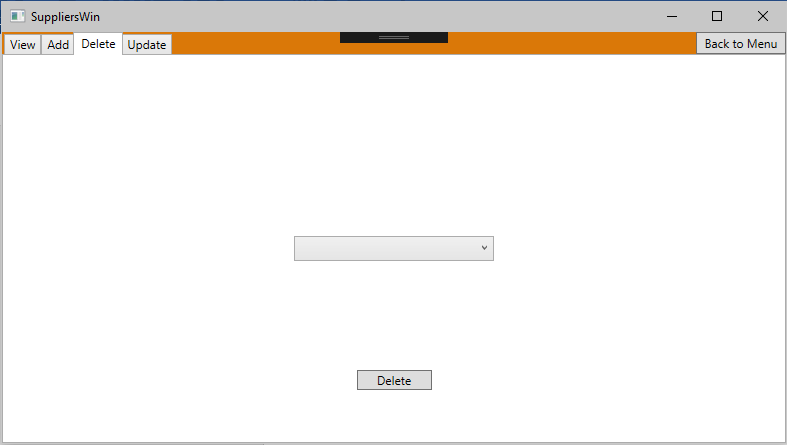 SuppliersWin
View Add Delete Update Back to Menu
Delete